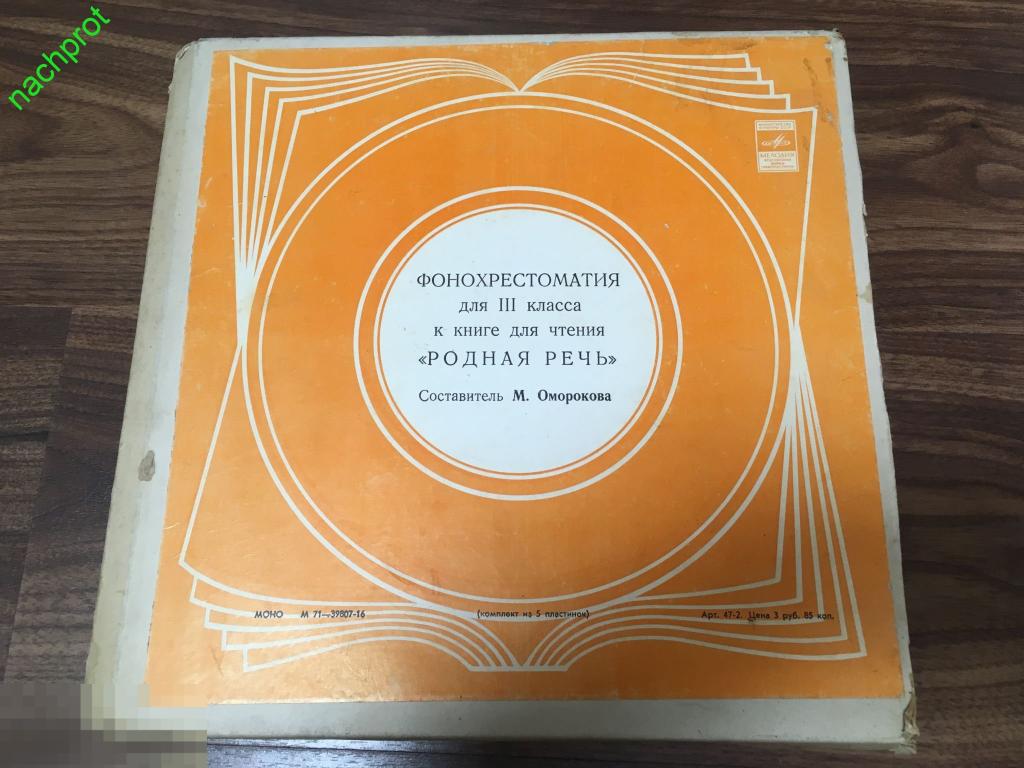 nachprot
МЕЛОДИЯ
ФОНОХРЕСТОМАТИЯ
для III класса
к книге для чтения
«РОДНАЯ РЕЧЬ»
Составитель М. Оморокова
МОНО М 71—39807-16 (комплект из 5 пластинок) Арт. 47-2. Цена 3 руб. 85 коп.